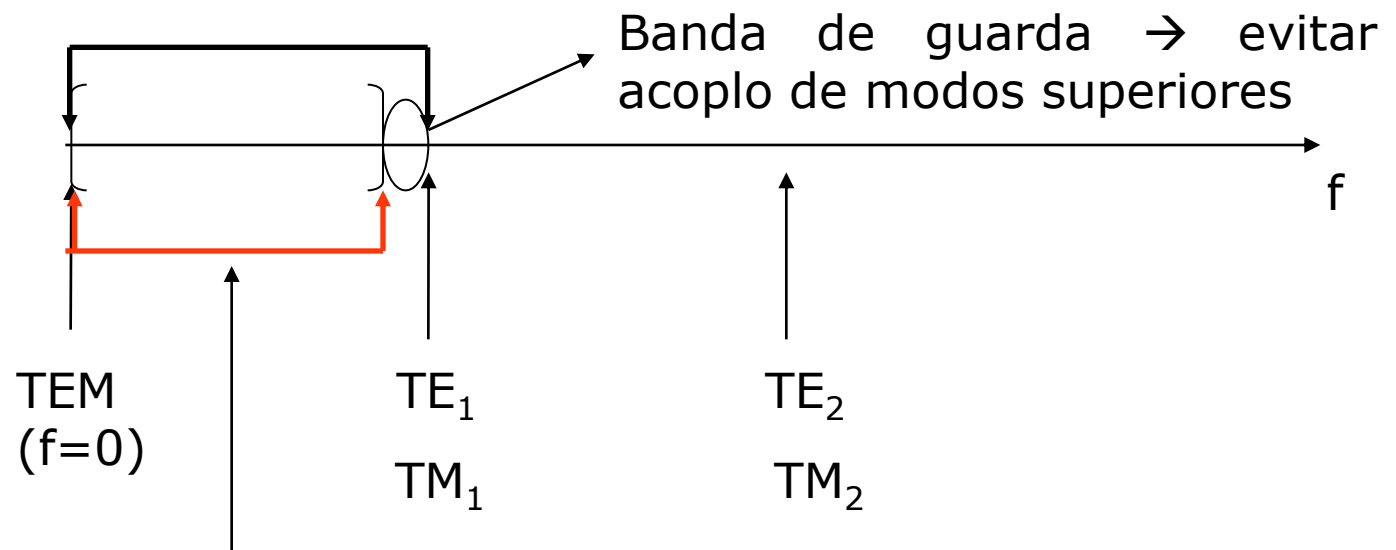 Banda de guarda → evitar
acoplo de modos superiores
f
TEM TE₁ TE₂
(f=0)
TM₁ TM₂